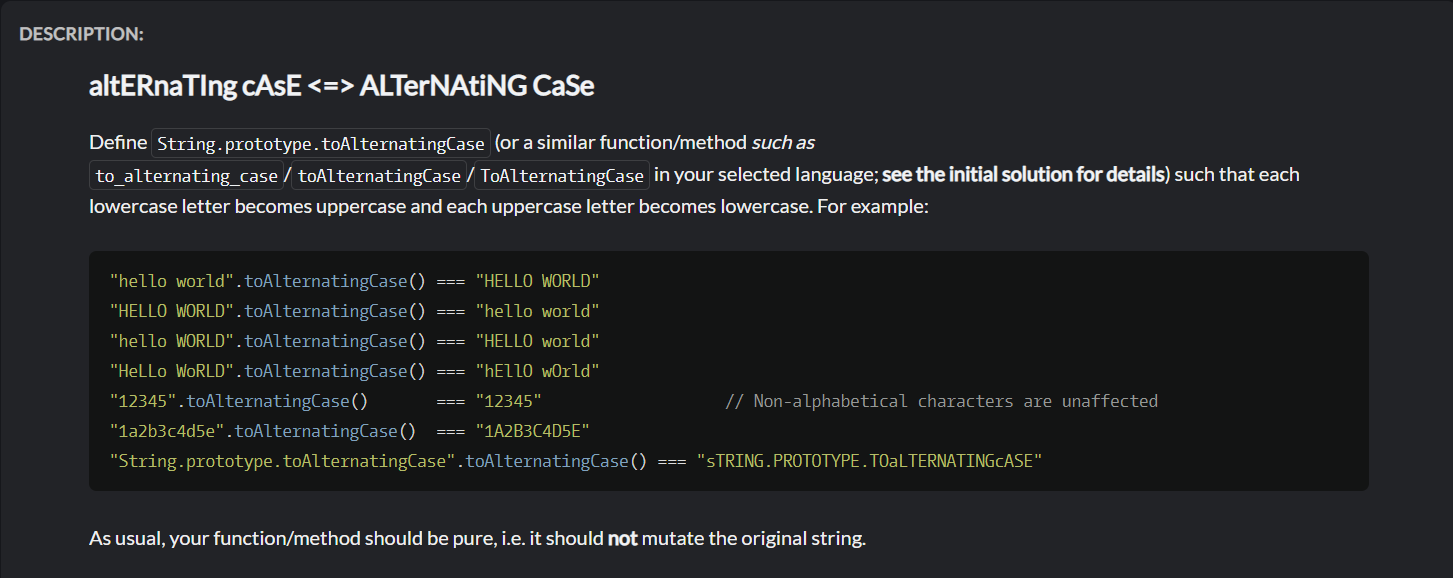 DESCRIPTION:
altERnaTIng cAsE <=> ALTerNAtiNG CaSe
Define String.prototype.toAlternatingCase (or a similar function/method such as
to_alternating_case/toAlternatingCase/ToAlternatingCase in your selected language; see the initial solution for details) such that each
lowercase letter becomes uppercase and each uppercase letter becomes lowercase. For example:
"hello world".toAlternatingCase() === "HELLO WORLD"
"HELLO WORLD".toAlternatingCase() === "hello world"
"hello WORLD".toAlternatingCase() === "HELLO world"
"HeLLo WoRLD".toAlternatingCase() === "hEllO wOrld"
"12345".toAlternatingCase()       === "12345"                   // Non-alphabetical characters are unaffected
"1a2b3c4d5e".toAlternatingCase()  === "1A2B3C4D5E"
"String.prototype.toAlternatingCase".toAlternatingCase() === "sTRING.PROTOTYPE.TOaLTERNATINGcASE"
As usual, your function/method should be pure, i.e. it should not mutate the original string.